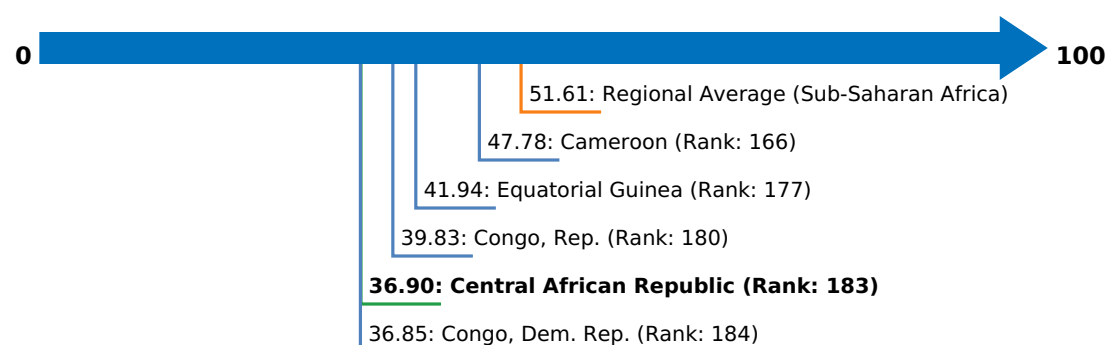 0
100
51.61: Regional Average (Sub-Saharan Africa)
47.78: Cameroon (Rank: 166)
41.94: Equatorial Guinea (Rank: 177)
39.83: Congo, Rep. (Rank: 180)
36.90: Central African Republic (Rank: 183)
36.85: Congo, Dem. Rep. (Rank: 184)